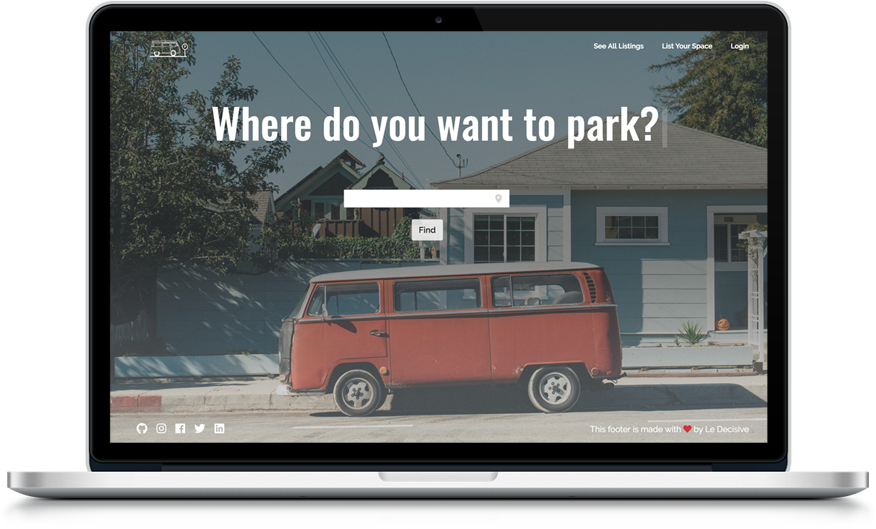 See All Listings List Your Space Login
Where do you want to park?
Find
This footer is made with ❤ by Le Decisive